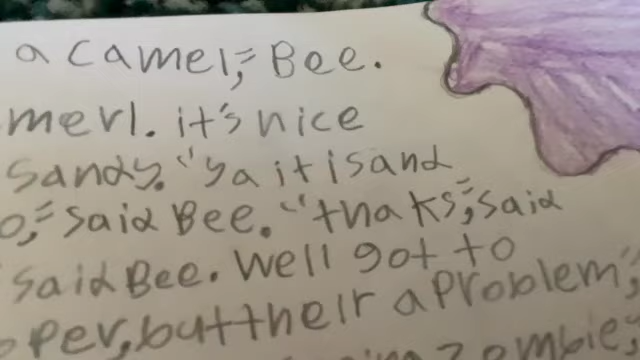 a camel," Bee.
merl. it's nice
sandy. "ya it is and
o," said Bee. "thaks," said
said Bee. Well got to
per, but their a problem",
zombie,